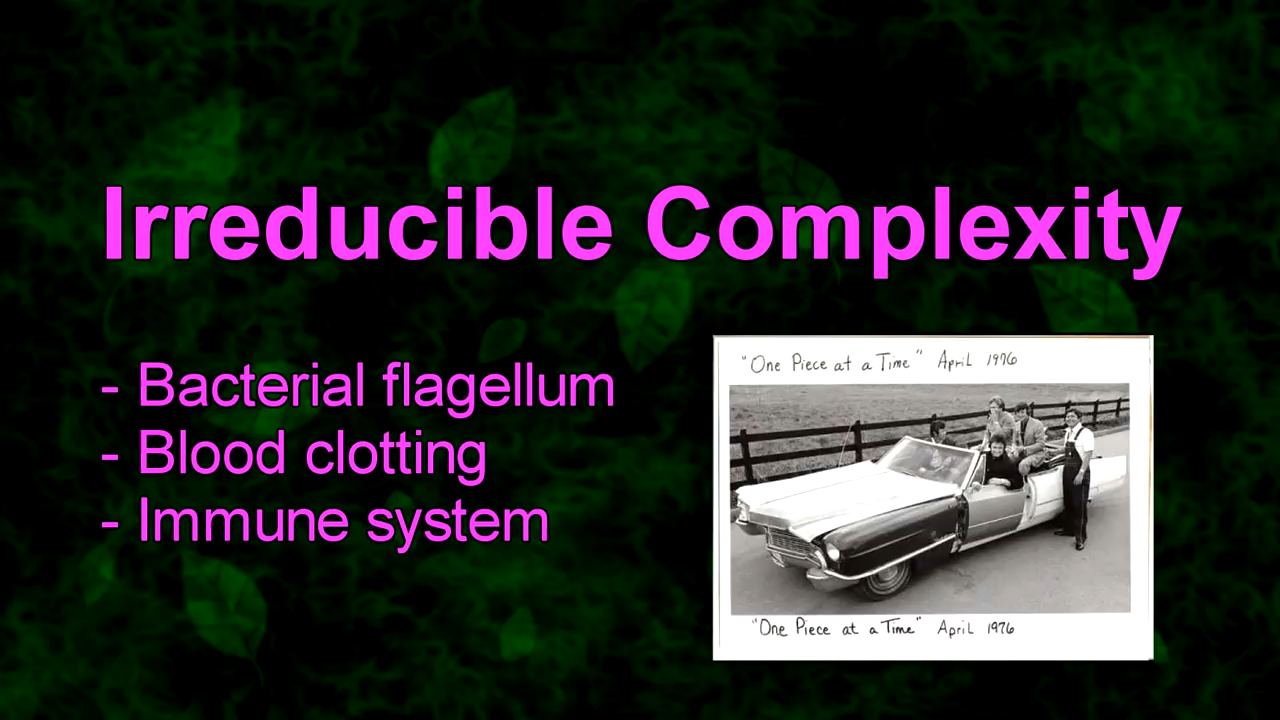 Irreducible Complexity
- Bacterial flagellum
- Blood clotting
- Immune system
"One Piece at a Time" April 1976
"One Piece at a Time" April 1976